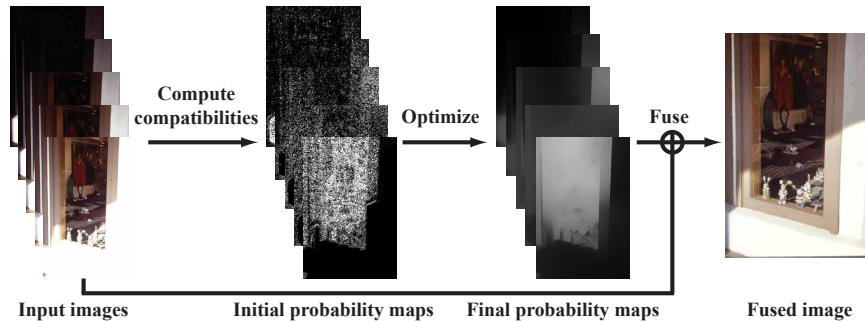 Compute
compatibilities
Optimize
Fuse
Input images
Initial probability maps
Final probability maps
Fused image